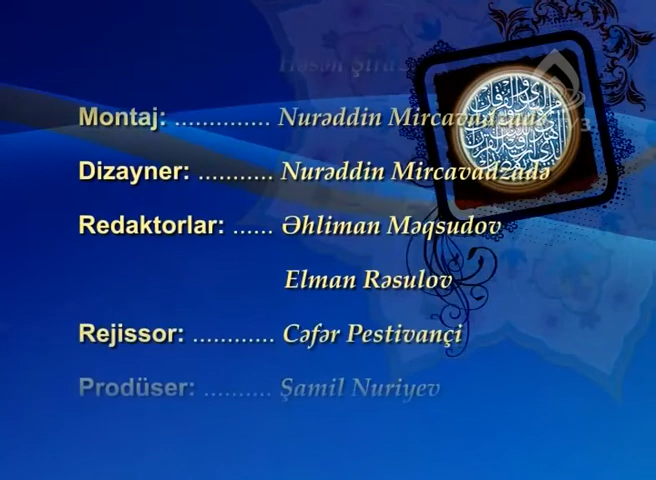 Montaj: .............. Nurəddin Mircavadzadə
Dizayner: ........... Nurəddin Mircavadzadə
Redaktorlar: ...... Əhliman Məqsudov
Elman Rəsulov
Rejissor: ............ Cəfər Pestivançi
Prodüser: .......... Şamil Nuriyev